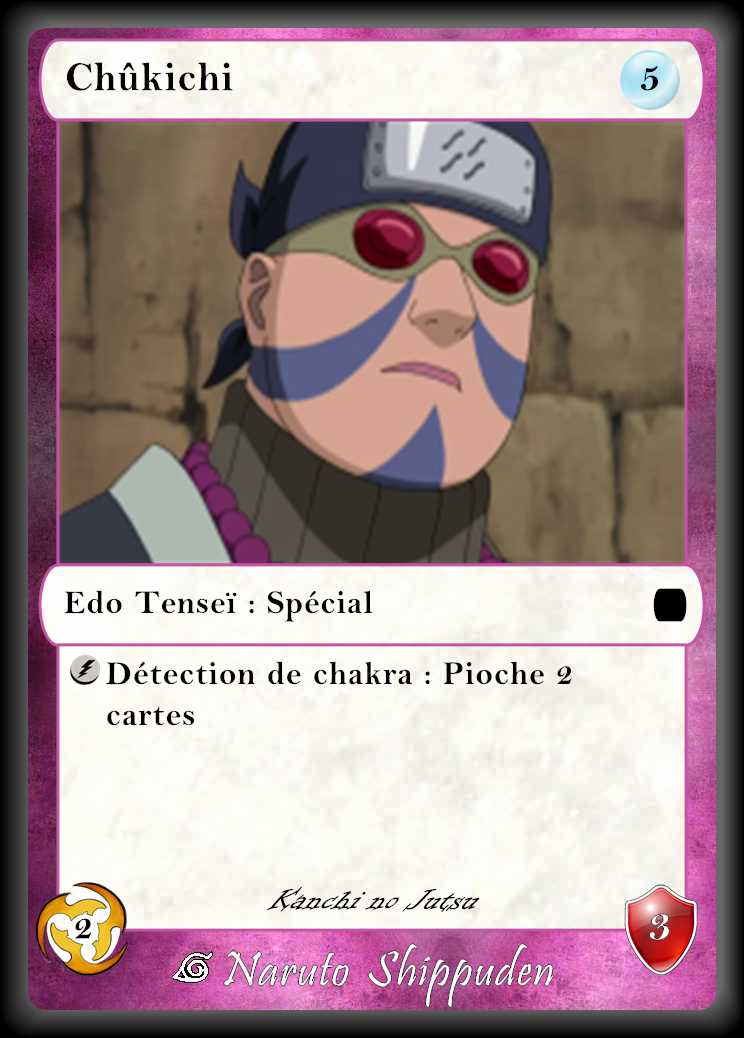 Chûkichi
5
Edo Tenseï : Spécial
Détection de chakra : Pioche 2
cartes
Kanchi no Jutsu
2
3
Naruto Shippuden